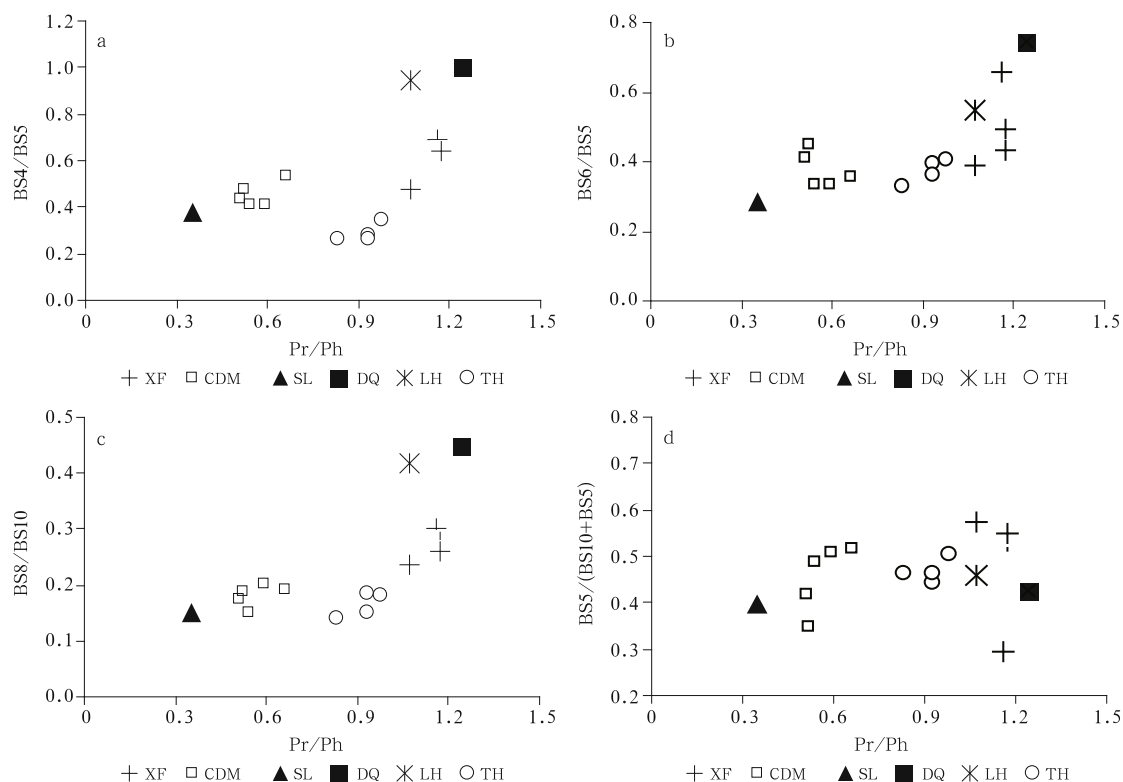 a
1.2
1.0
0.8
0.6
0.4
0.2
0.0
BS4/BS5
0 0.3 0.6 0.9 1.2 1.5
Pr/Ph
XF CDM SL DQ LH TH
b
0.8
0.6
0.4
0.2
0.0
BS6/BS5
0 0.3 0.6 0.9 1.2 1.5
Pr/Ph
XF CDM SL DQ LH TH
c
0.5
0.4
0.3
0.2
0.1
0.0
BS8/BS10
0 0.3 0.6 0.9 1.2 1.5
Pr/Ph
XF CDM SL DQ LH TH
d
0.8
0.7
0.6
0.5
0.4
0.3
0.2
BS5/(BS10+BS5)
0 0.3 0.6 0.9 1.2 1.5
Pr/Ph
XF CDM SL DQ LH TH